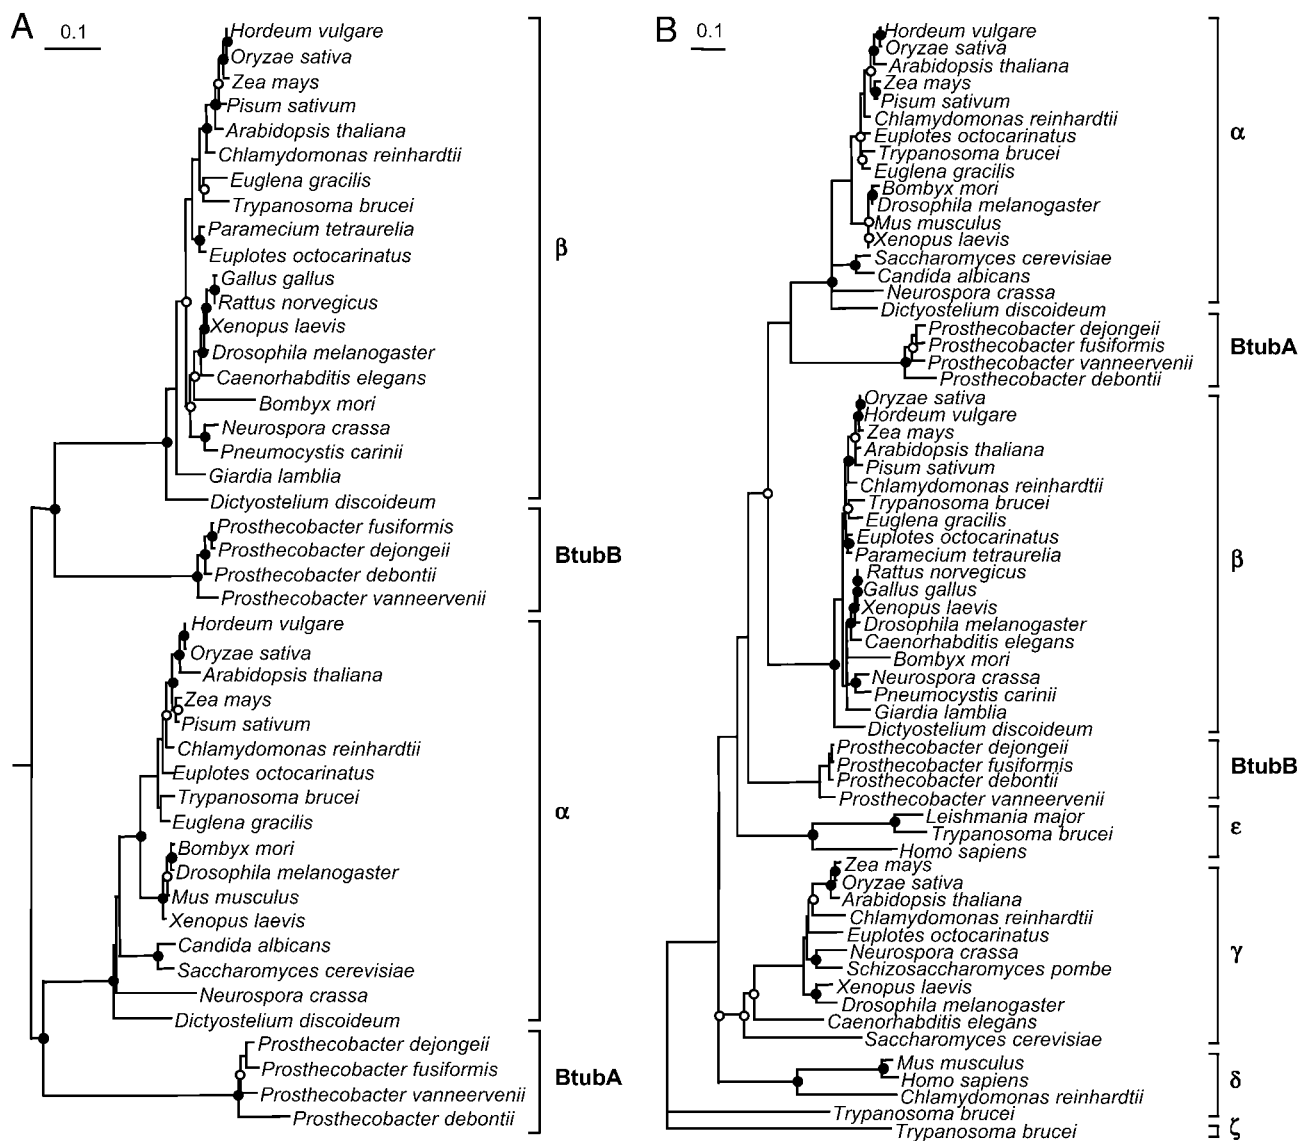 A
0.1
Hordeum vulgare
Oryzae sativa
Zea mays
Pisum sativum
Arabidopsis thaliana
Chlamydomonas reinhardtii
Euglena gracilis
Trypanosoma brucei
Paramecium tetraurelia
Euplotes octocarinatus
Gallus gallus
Rattus norvegicus
Xenopus laevis
Drosophila melanogaster
Caenorhabditis elegans
Bombyx mori
Neurospora crassa
Pneumocystis carinii
Giardia lamblia
Dictyostelium discoideum
β
Prosthecobacter fusiformis
Prosthecobacter dejongeii
Prosthecobacter debontii
Prosthecobacter vanneervenii
BtubB
Hordeum vulgare
Oryzae sativa
Arabidopsis thaliana
Zea mays
Pisum sativum
Chlamydomonas reinhardtii
Euplotes octocarinatus
Trypanosoma brucei
Euglena gracilis
Bombyx mori
Drosophila melanogaster
Mus musculus
Xenopus laevis
Candida albicans
Saccharomyces cerevisiae
Neurospora crassa
Dictyostelium discoideum
α
Prosthecobacter dejongeii
Prosthecobacter fusiformis
Prosthecobacter vanneervenii
Prosthecobacter debontii
BtubA
B
0.1
Hordeum vulgare
Oryzae sativa
Arabidopsis thaliana
Zea mays
Pisum sativum
Chlamydomonas reinhardtii
Euplotes octocarinatus
Trypanosoma brucei
Euglena gracilis
Bombyx mori
Drosophila melanogaster
Mus musculus
Xenopus laevis
Saccharomyces cerevisiae
Candida albicans
Neurospora crassa
Dictyostelium discoideum
α
Prosthecobacter dejongeii
Prosthecobacter fusiformis
Prosthecobacter vanneervenii
Prosthecobacter debontii
BtubA
Oryzae sativa
Hordeum vulgare
Zea mays
Arabidopsis thaliana
Pisum sativum
Chlamydomonas reinhardtii
Trypanosoma brucei
Euglena gracilis
Euplotes octocarinatus
Paramecium tetraurelia
Rattus norvegicus
Gallus gallus
Xenopus laevis
Drosophila melanogaster
Caenorhabditis elegans
Bombyx mori
Neurospora crassa
Pneumocystis carinii
Giardia lamblia
Dictyostelium discoideum
β
Prosthecobacter dejongeii
Prosthecobacter fusiformis
Prosthecobacter debontii
Prosthecobacter vanneervenii
BtubB
Leishmania major
Trypanosoma brucei
Homo sapiens
ε
Zea mays
Oryzae sativa
Arabidopsis thaliana
Chlamydomonas reinhardtii
Euplotes octocarinatus
Neurospora crassa
Schizosaccharomyces pombe
Xenopus laevis
Drosophila melanogaster
Caenorhabditis elegans
Saccharomyces cerevisiae
γ
Mus musculus
Homo sapiens
Chlamydomonas reinhardtii
Trypanosoma brucei
δ
Trypanosoma brucei
ζ